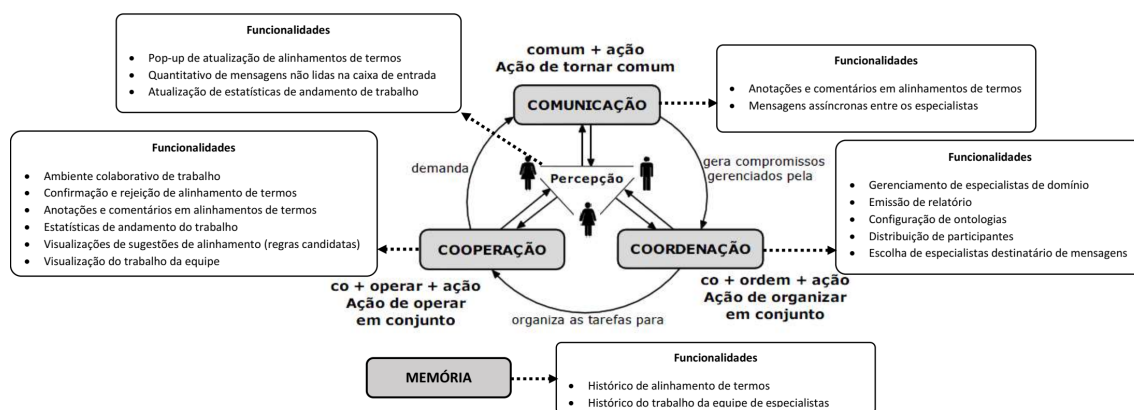 Funcionalidades
• Pop-up de atualização de alinhamentos de termos
• Quantitativo de mensagens não lidas na caixa de entrada
• Atualização de estatísticas de andamento de trabalho
comum + ação
Ação de tornar comum
COMUNICAÇÃO
Funcionalidades
• Anotações e comentários em alinhamentos de termos
• Mensagens assíncronas entre os especialistas
Funcionalidades
• Ambiente colaborativo de trabalho
• Confirmação e rejeição de alinhamento de termos
• Anotações e comentários em alinhamentos de termos
• Estatísticas de andamento do trabalho
• Visualizações de sugestões de alinhamento (regras candidatas)
• Visualização do trabalho da equipe
demanda
Percepção
gera compromissos
gerenciados pela
Funcionalidades
• Gerenciamento de especialistas de domínio
• Emissão de relatório
• Configuração de ontologias
• Distribuição de participantes
• Escolha de especialistas destinatário de mensagens
COOPERAÇÃO
COORDENAÇÃO
co + operar + ação
Ação de operar
em conjunto
organiza as tarefas para
co + ordem + ação
Ação de organizar
em conjunto
MEMÓRIA
Funcionalidades
• Histórico de alinhamento de termos
• Histórico do trabalho da equipe de especialistas